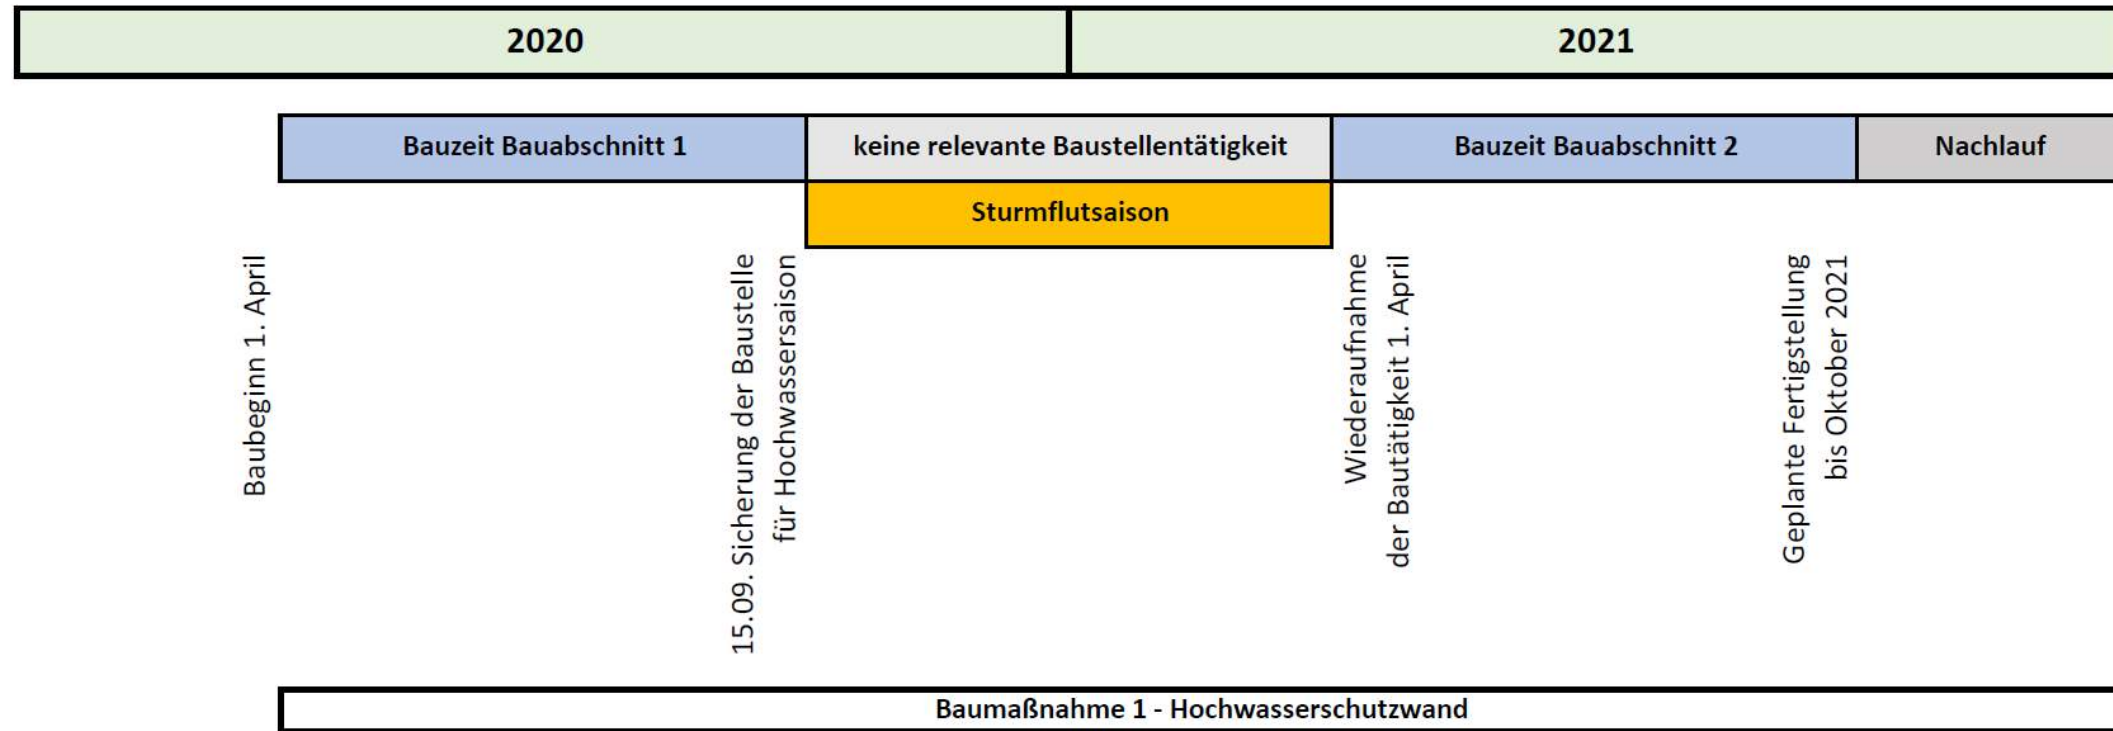 2020
2021
Bauzeit Bauabschnitt 1
keine relevante Baustellentätigkeit
Bauzeit Bauabschnitt 2
Nachlauf
Sturmflutsaison
Baubeginn 1. April
15.09. Sicherung der Baustelle
für Hochwassersaison
Wiederaufnahme
der Bautätigkeit 1. April
Geplante Fertigstellung
bis Oktober 2021
Baumaßnahme 1 - Hochwasserschutzwand